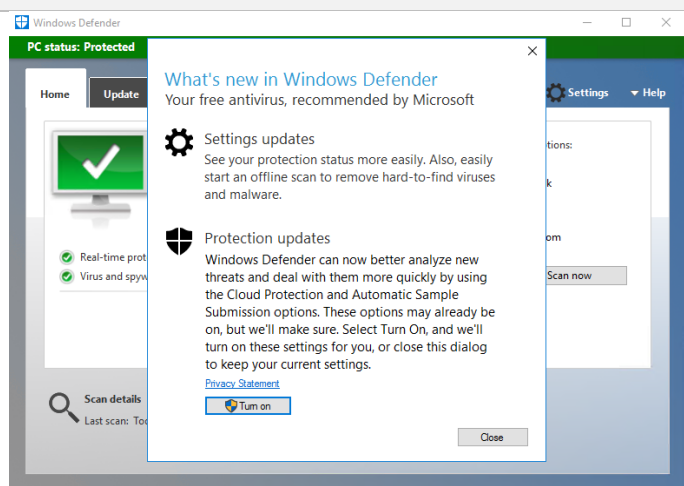 Windows Defender
PC status: Protected
What's new in Windows Defender
Your free antivirus, recommended by Microsoft
Home
Update
Settings
Help
Settings updates
See your protection status more easily. Also, easily
start an offline scan to remove hard-to-find viruses
and malware.
Real-time
Virus and
Protection updates
Windows Defender can now better analyze new
threats and deal with them more quickly by using
the Cloud Protection and Automatic Sample
Submission options. These options may already be
on, but we'll make sure. Select Turn On, and we'll
turn on these settings for you, or close this dialog
to keep your current settings.
Privacy Statement
Turn on
Close
Scan now
Scan details
Last scan: